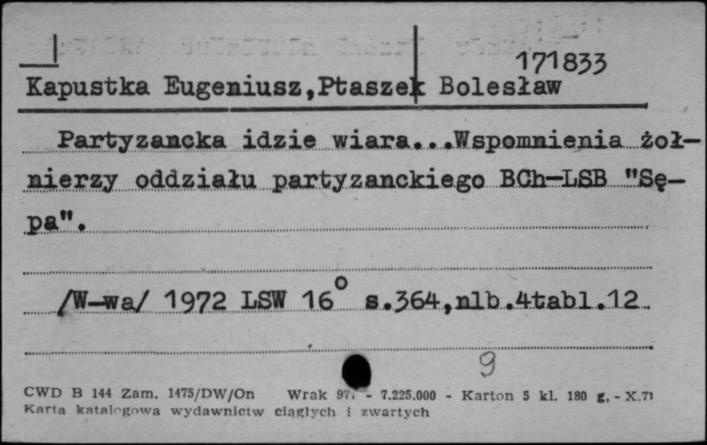 171833
Kapustka Eugeniusz,Ptaszek Bolesław
Partyzancka idzie wiara...Wspomnienia żoł-
nierzy oddziału partyzanckiego BCh-LSB "Sę-
pa".
/W-wa/ 1972 LSW 16° s.364,nlb.4tabl.12
9
CWD B 144 Zam. 1475/DW/On Wrak - 7.225.000 - Karton 5 kl. 180 g. - X.71
Karta katalogowa wydawnictw ciągłych i zwartych